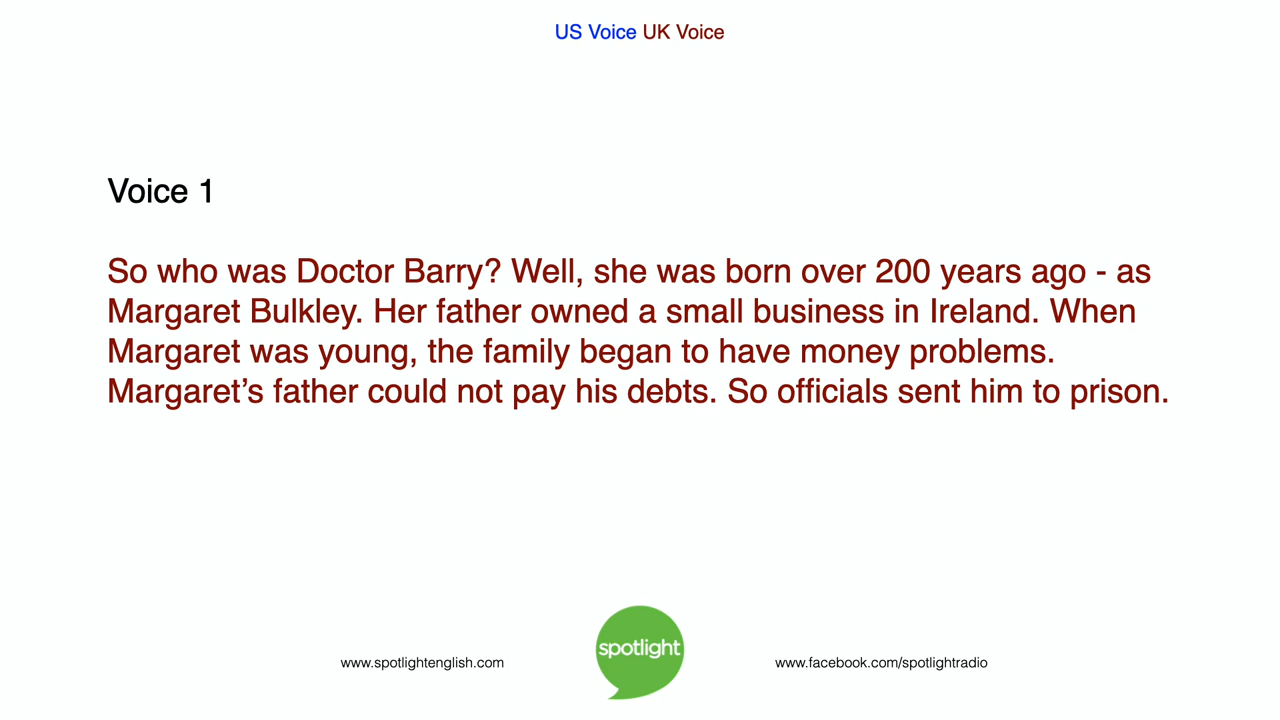 US Voice UK Voice
Voice 1
So who was Doctor Barry? Well, she was born over 200 years ago - as
Margaret Bulkley. Her father owned a small business in Ireland. When
Margaret was young, the family began to have money problems.
Margaret’s father could not pay his debts. So officials sent him to prison.
www.spotlightenglish.com
spotlight
www.facebook.com/spotlightradio